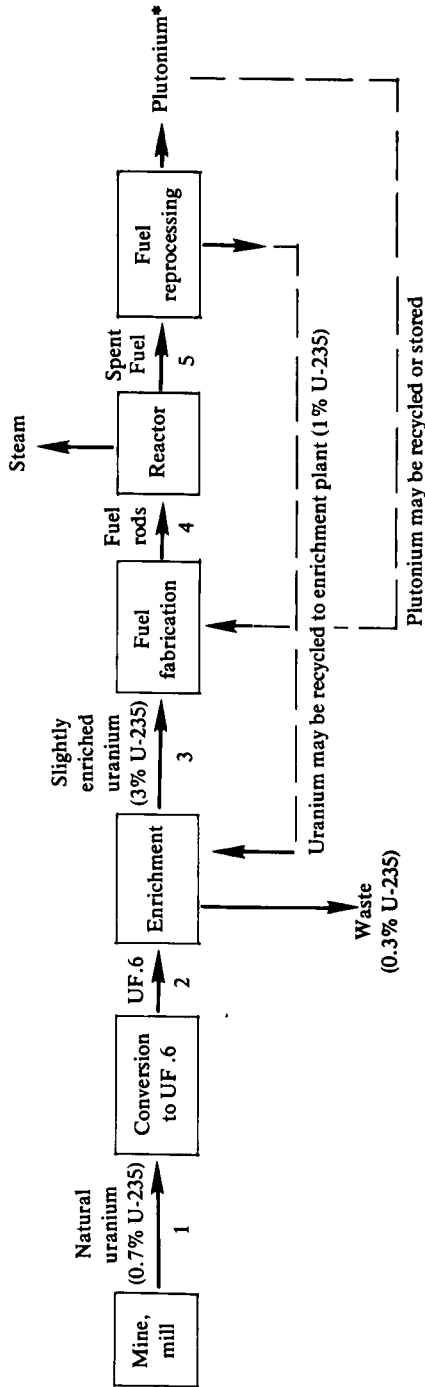 Mine,
mill
Natural
uranium
(0.7% U-235)
1
Conversion
to UF.6
UF.6
2
Enrichment
Waste
(0.3% U-235)
Slightly
enriched
uranium
(3% U-235)
3
Fuel
fabrication
Fuel
rods
4
Reactor
Steam
Spent
Fuel
5
Fuel
reprocessing
Plutonium*
Uranium may be recycled to enrichment plant (1% U-235)
Plutonium may be recycled or stored